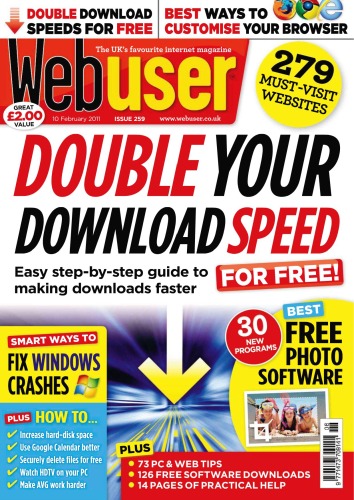 DOUBLE DOWNLOAD
SPEEDS FOR FREE
BEST WAYS TO
CUSTOMISE YOUR BROWSER
The UK's favourite internet magazine
Webuser
GREAT
£2.00
VALUE
10 February 2011
ISSUE 259
www.webuser.co.uk
279
MUST-VISIT
WEBSITES
DOUBLE YOUR
DOWNLOAD SPEED
Easy step-by-step guide to
making downloads faster
FOR FREE!
SMART WAYS TO
FIX WINDOWS
CRASHES
PLUS HOW TO...
✓ Increase hard-disk space
✓ Use Google Calendar better
✓ Securely delete files for free
✓ Watch HDTV on your PC
✓ Make AVG work harder
30
NEW
PROGRAMS
BEST
FREE
PHOTO
SOFTWARE
PLUS
• 73 PC & WEB TIPS
• 126 FREE SOFTWARE DOWNLOADS
• 14 PAGES OF PRACTICAL HELP